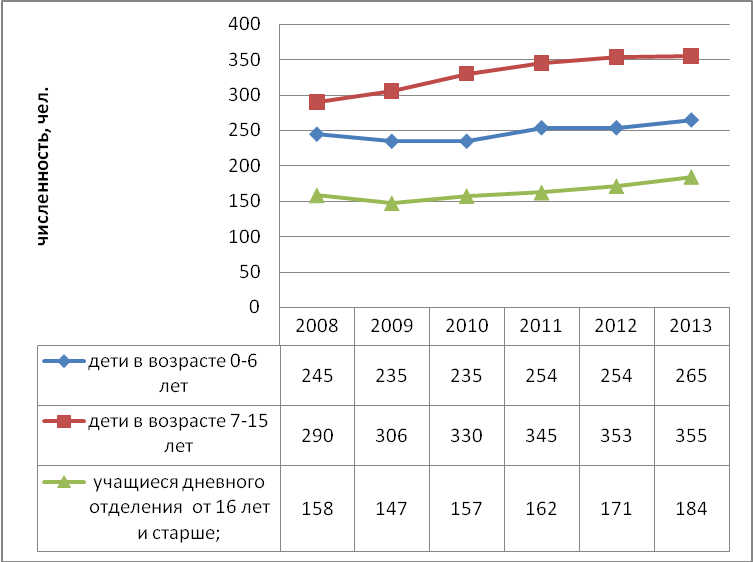 численность, чел.
400
350
300
250
200
150
100
50
0
2008 2009 2010 2011 2012 2013
дети в возрасте 0-6
лет
245 235 235 254 254 265
дети в возрасте 7-15
лет
290 306 330 345 353 355
учащиеся дневного
отделения от 16 лет
и старше;
158 147 157 162 171 184